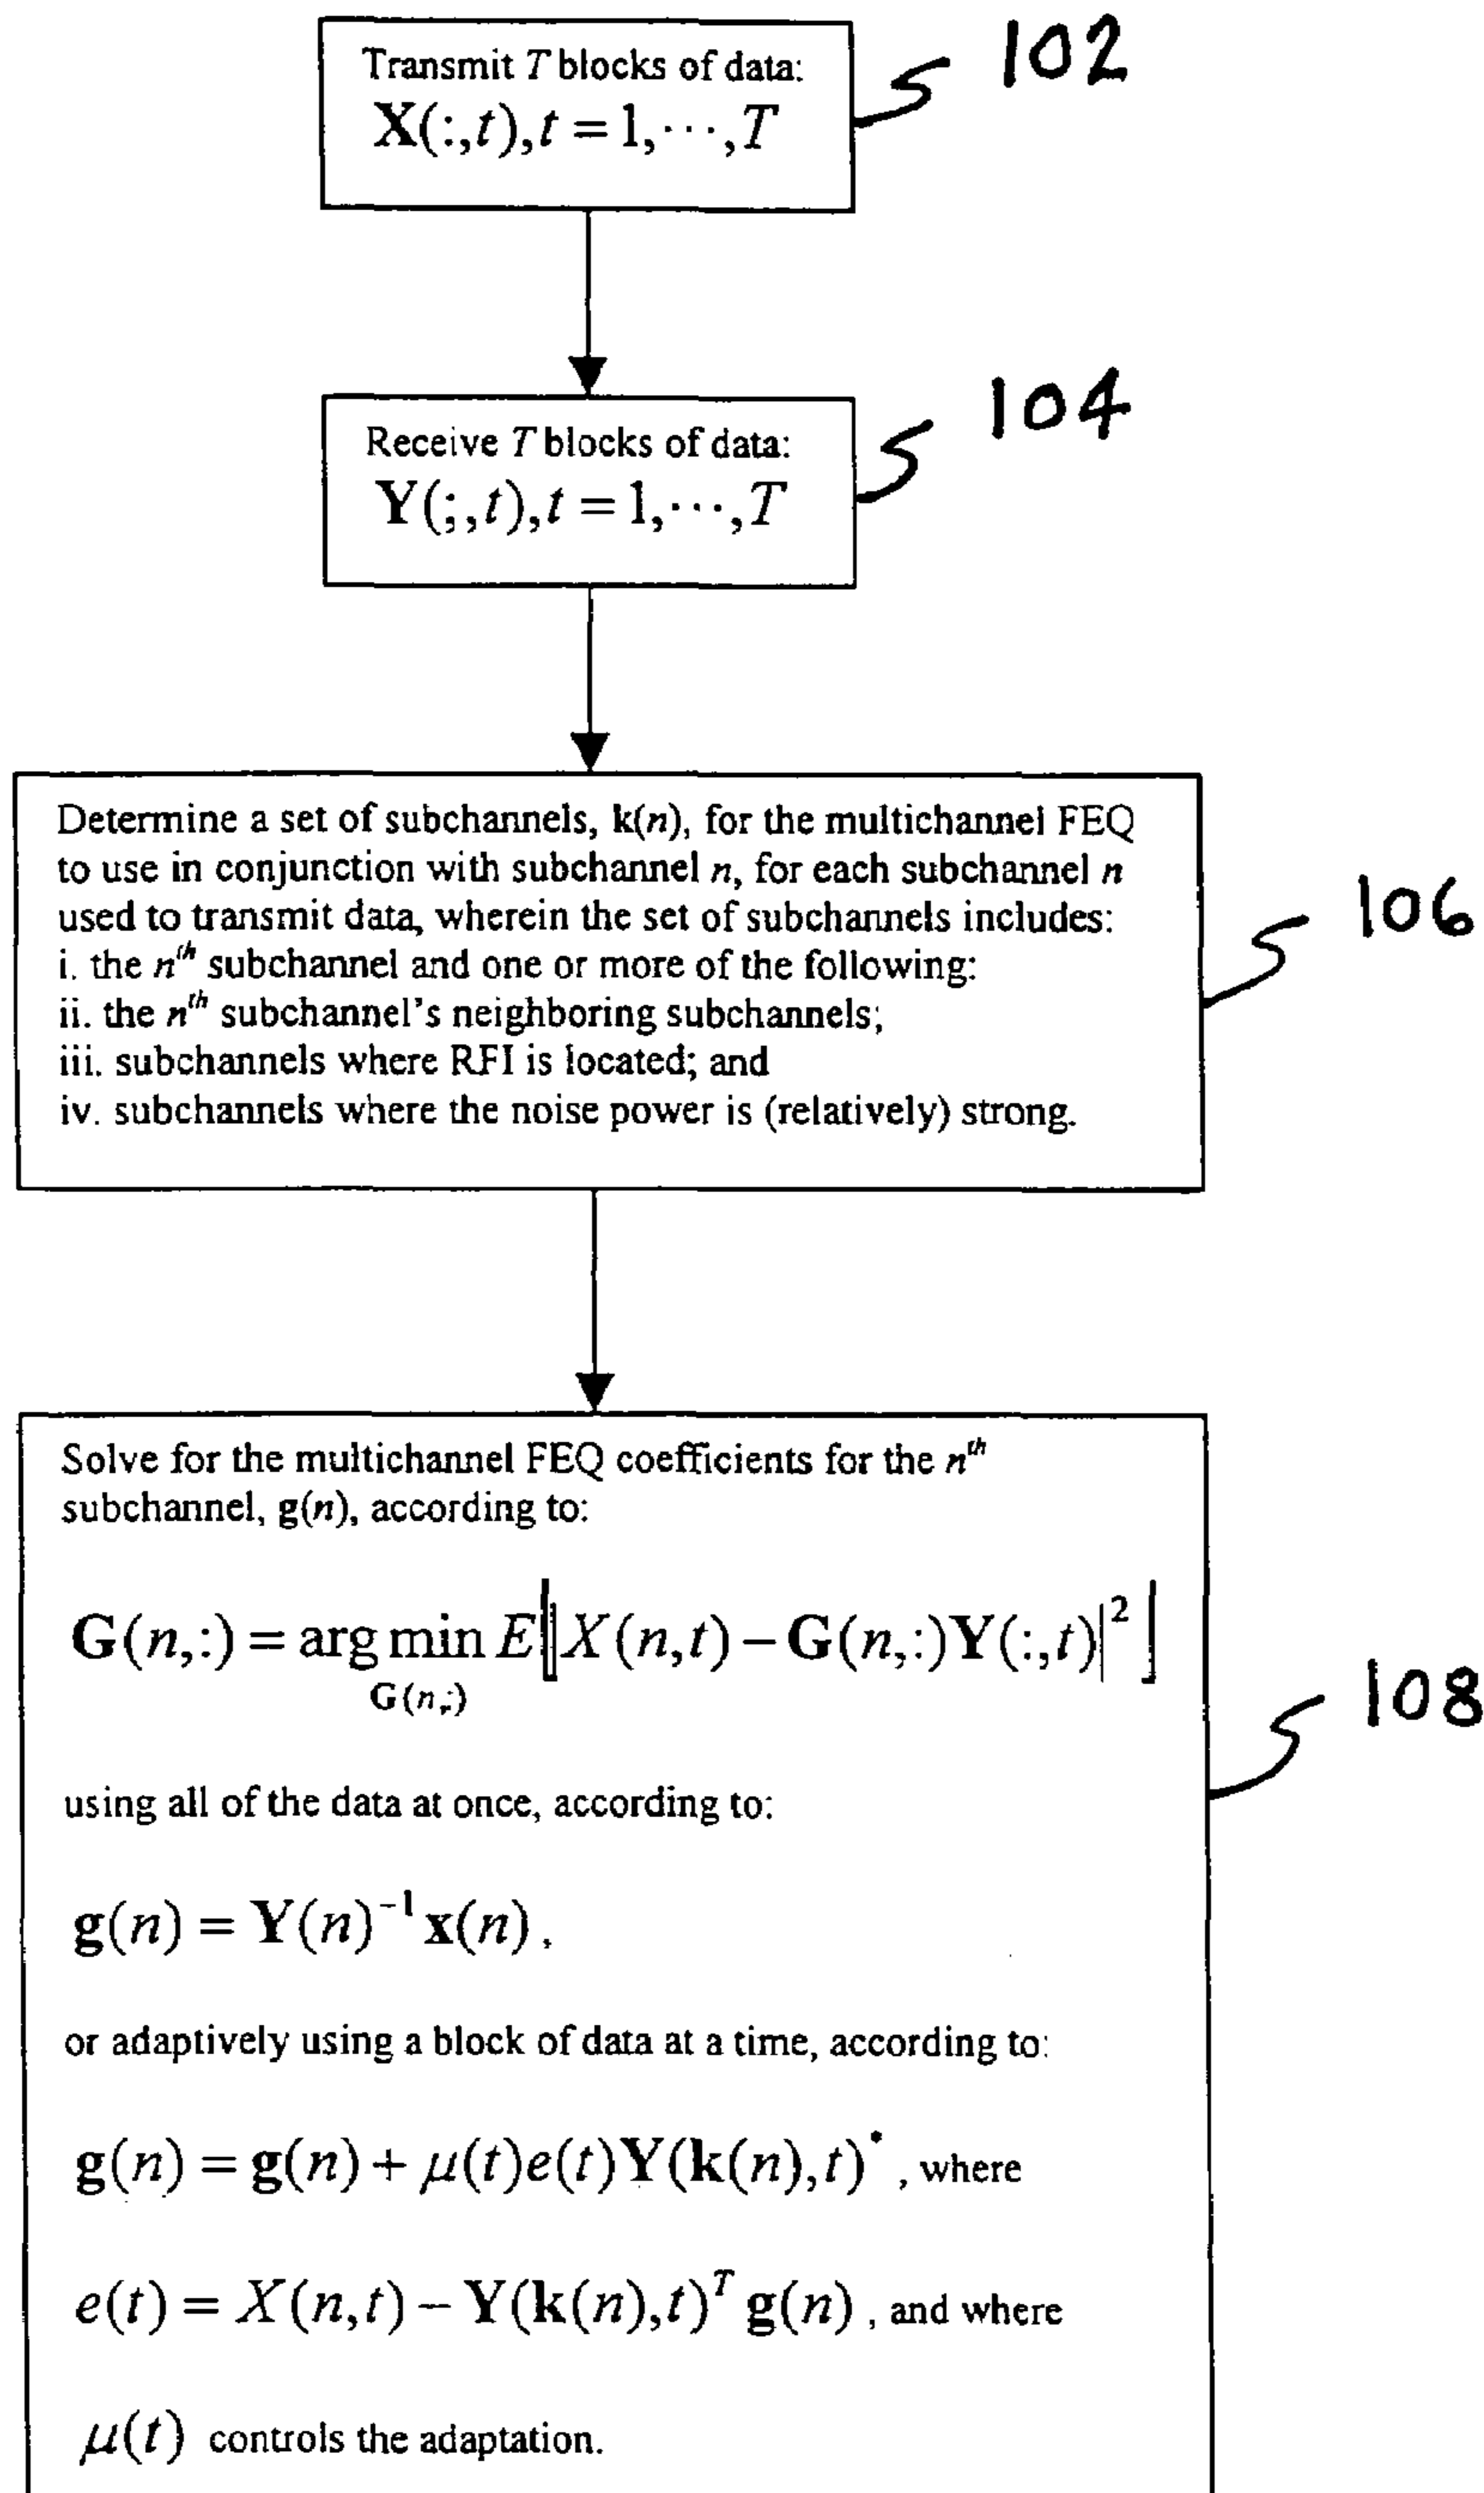 Transmit T blocks of data:
X(:,t),t = 1,⋯,T
102
Receive T blocks of data:
Y(;,t),t = 1,⋯,T
104
Determine a set of subchannels, k(n), for the multichannel FEQ
to use in conjunction with subchannel n, for each subchannel n
used to transmit data, wherein the set of subchannels includes:
i. the nᵗʰ subchannel and one or more of the following:
ii. the nᵗʰ subchannel's neighboring subchannels;
iii. subchannels where RFI is located; and
iv. subchannels where the noise power is (relatively) strong.
106
Solve for the multichannel FEQ coefficients for the nᵗʰ
subchannel, g(n), according to:
G(n,:) = arg min E[|X(n,t) – G(n,:)Y(:,t)|²]
G(n,:)
108
using all of the data at once, according to:
g(n) = Y(n)⁻¹x(n),
or adaptively using a block of data at a time, according to:
g(n) = g(n) + μ(t)e(t)Y(k(n),t)*, where
e(t) = X(n,t) – Y(k(n),t)ᵀ g(n), and where
μ(t) controls the adaptation.